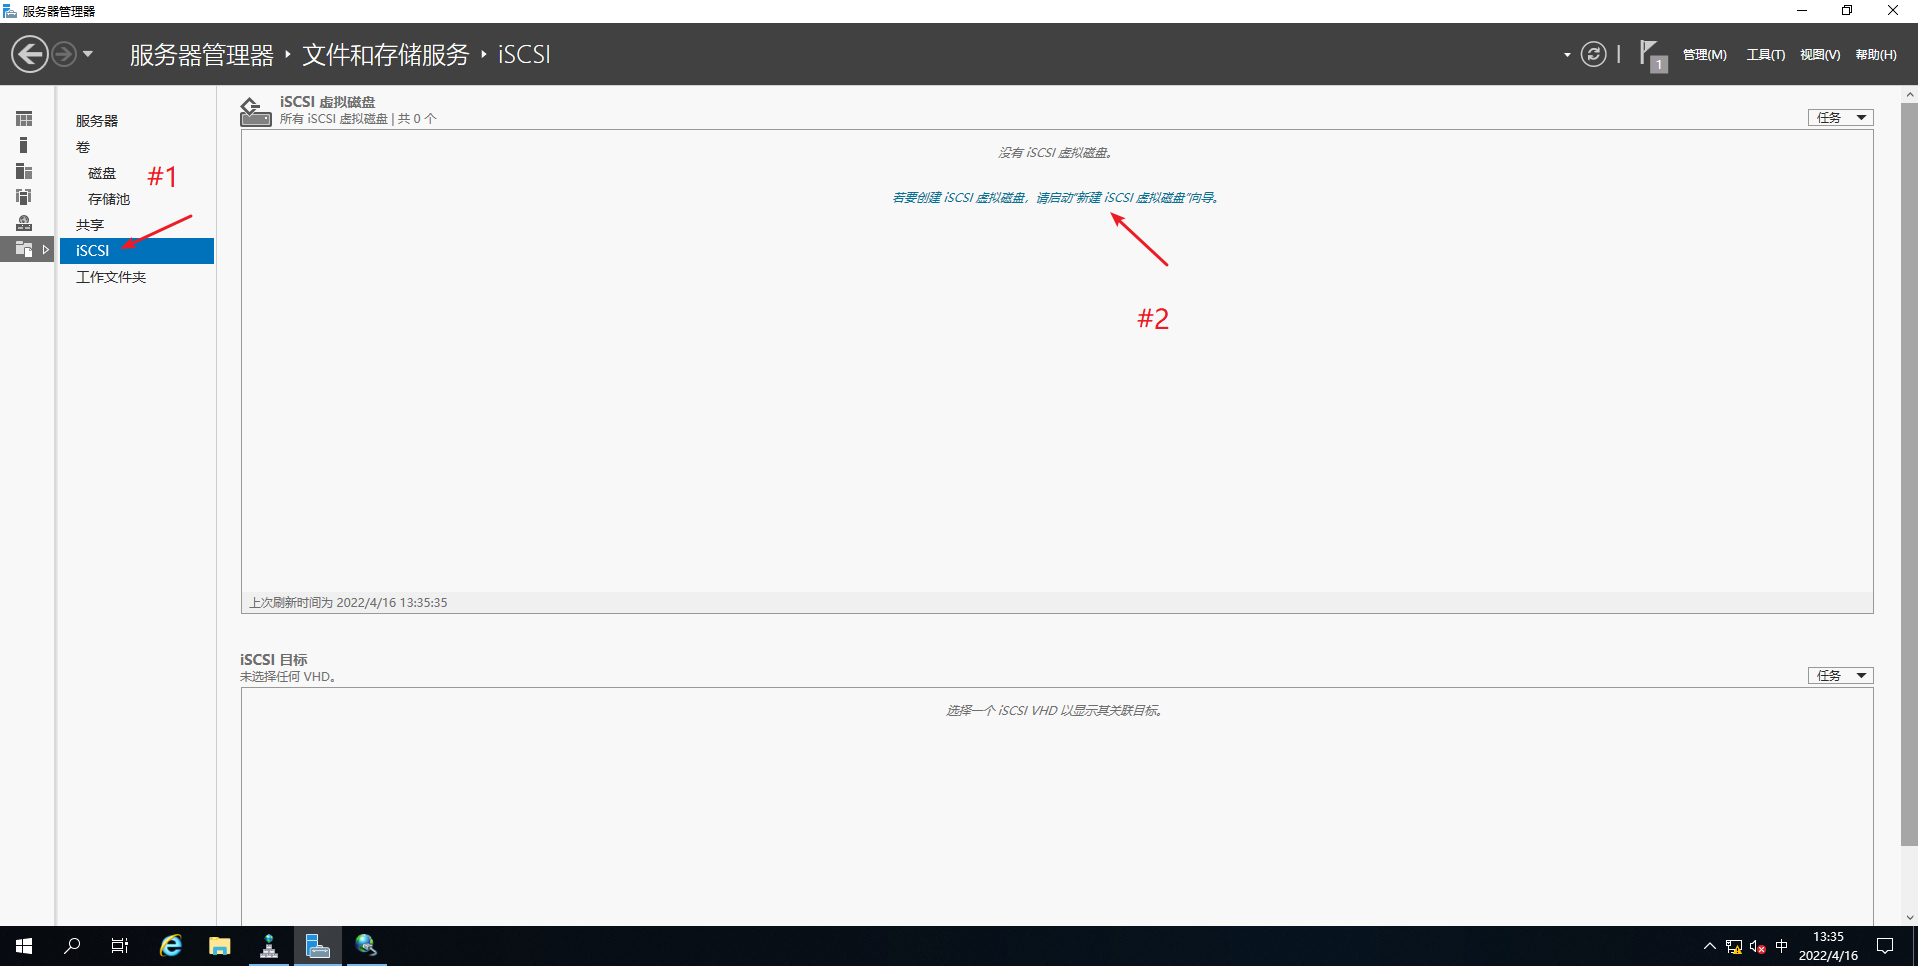 服务器管理器
服务器管理器 ‣ 文件和存储服务 ‣ iSCSI
1
管理(M) 工具(T) 视图(V) 帮助(H)
服务器
卷
磁盘
存储池
共享
iSCSI
工作文件夹
#1
iSCSI 虚拟磁盘
所有 iSCSI 虚拟磁盘 | 共 0 个
任务
没有 iSCSI 虚拟磁盘。
若要创建 iSCSI 虚拟磁盘，请启动"新建 iSCSI 虚拟磁盘"向导。
#2
上次刷新时间为 2022/4/16 13:35:35
iSCSI 目标
未选择任何 VHD。
任务
选择一个 iSCSI VHD 以显示其关联目标。
中
13:35
2022/4/16